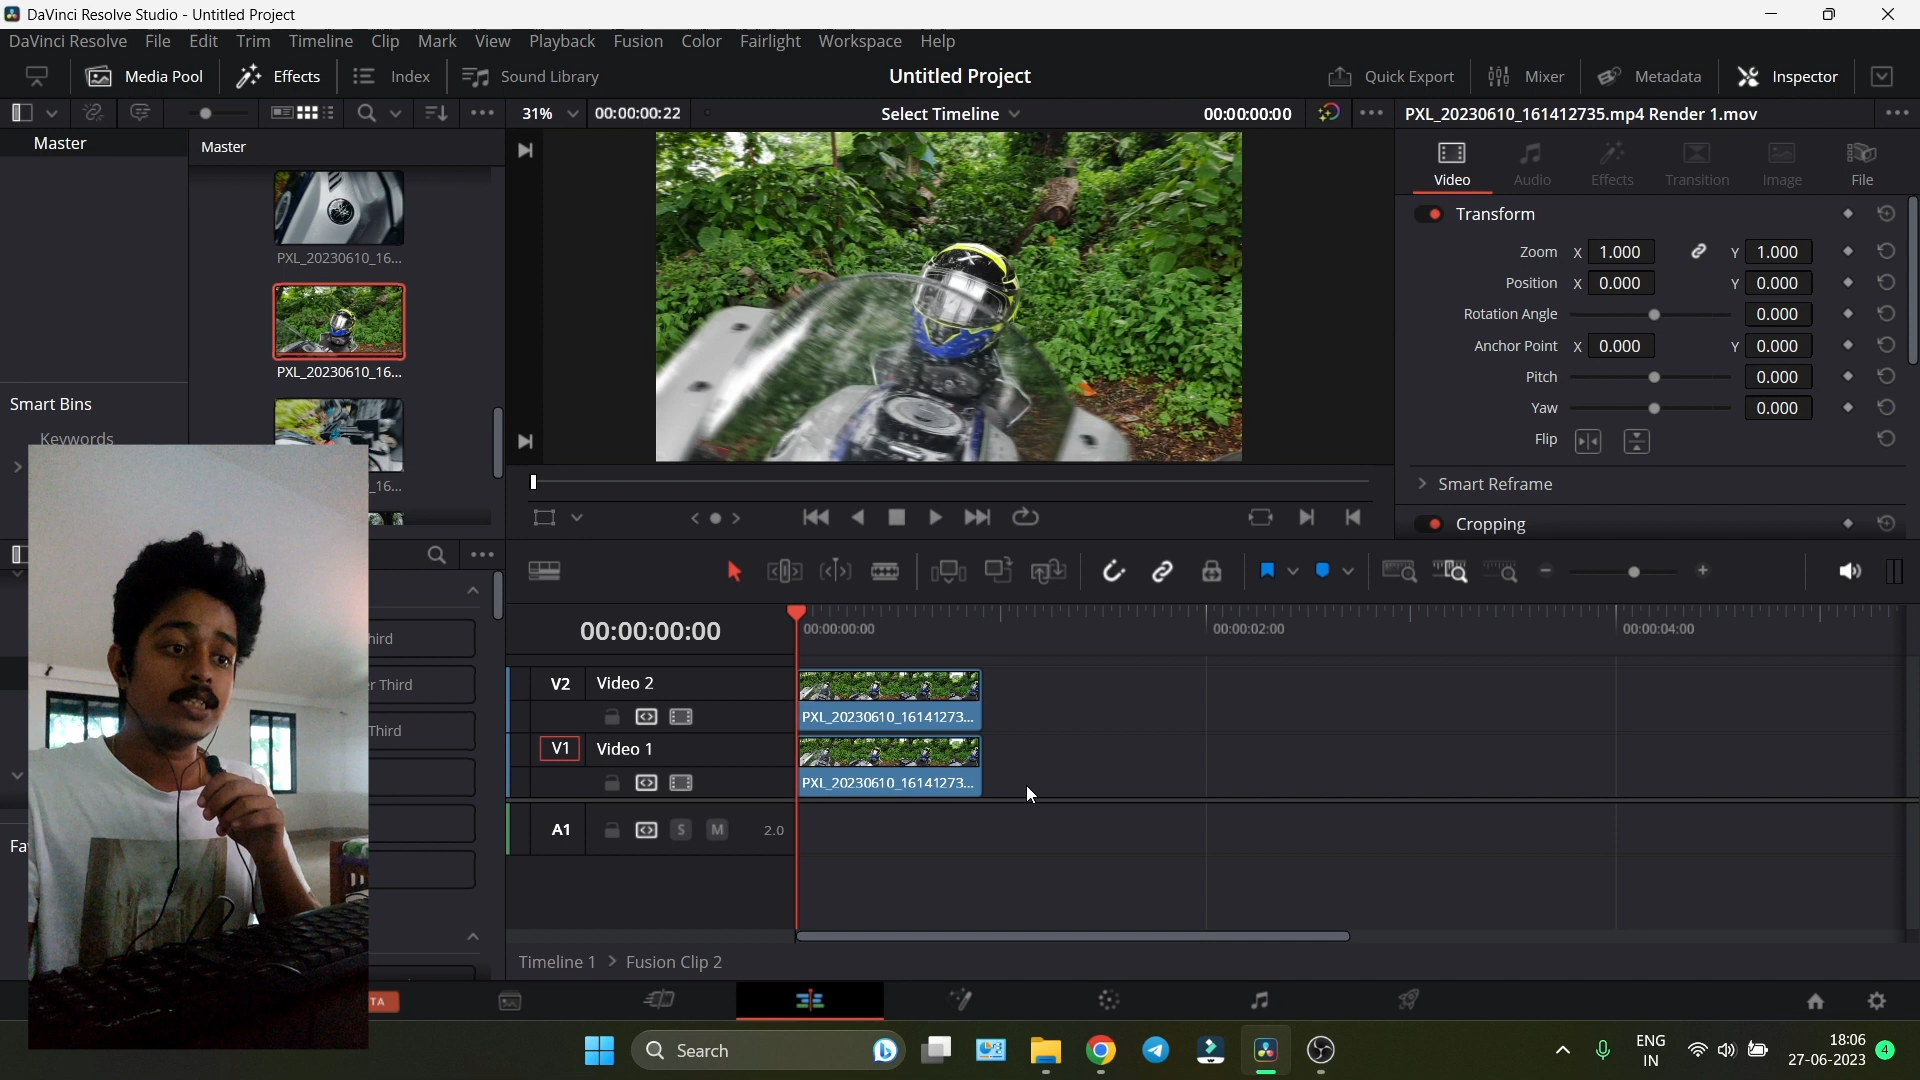 DaVinci Resolve Studio - Untitled Project
DaVinci Resolve File Edit Trim Timeline Clip Mark View Playback Fusion Color Fairlight Workspace Help
Media Pool Effects Index Sound Library Untitled Project Quick Export Mixer Metadata Inspector
31% 00:00:00:22 Select Timeline 00:00:00:00 PXL_20230610_161412735.mp4 Render 1.mov
Master
Master
Video Audio Effects Transition Image File
PXL_20230610_16...
PXL_20230610_16...
_16...
Smart Bins
Keywords
Transform
Zoom X 1.000 Y 1.000
Position X 0.000 Y 0.000
Rotation Angle 0.000
Anchor Point X 0.000 Y 0.000
Pitch 0.000
Yaw 0.000
Flip
Smart Reframe
Cropping
hird
r Third
Third
Fa
00:00:00:00
00:00:00:00 00:00:02:00 00:00:04:00
V2 Video 2
PXL_20230610_16141273...
V1 Video 1
PXL_20230610_16141273...
A1 S M 2.0
Timeline 1 > Fusion Clip 2
TA
Search
ENG
IN
18:06
27-06-2023
4